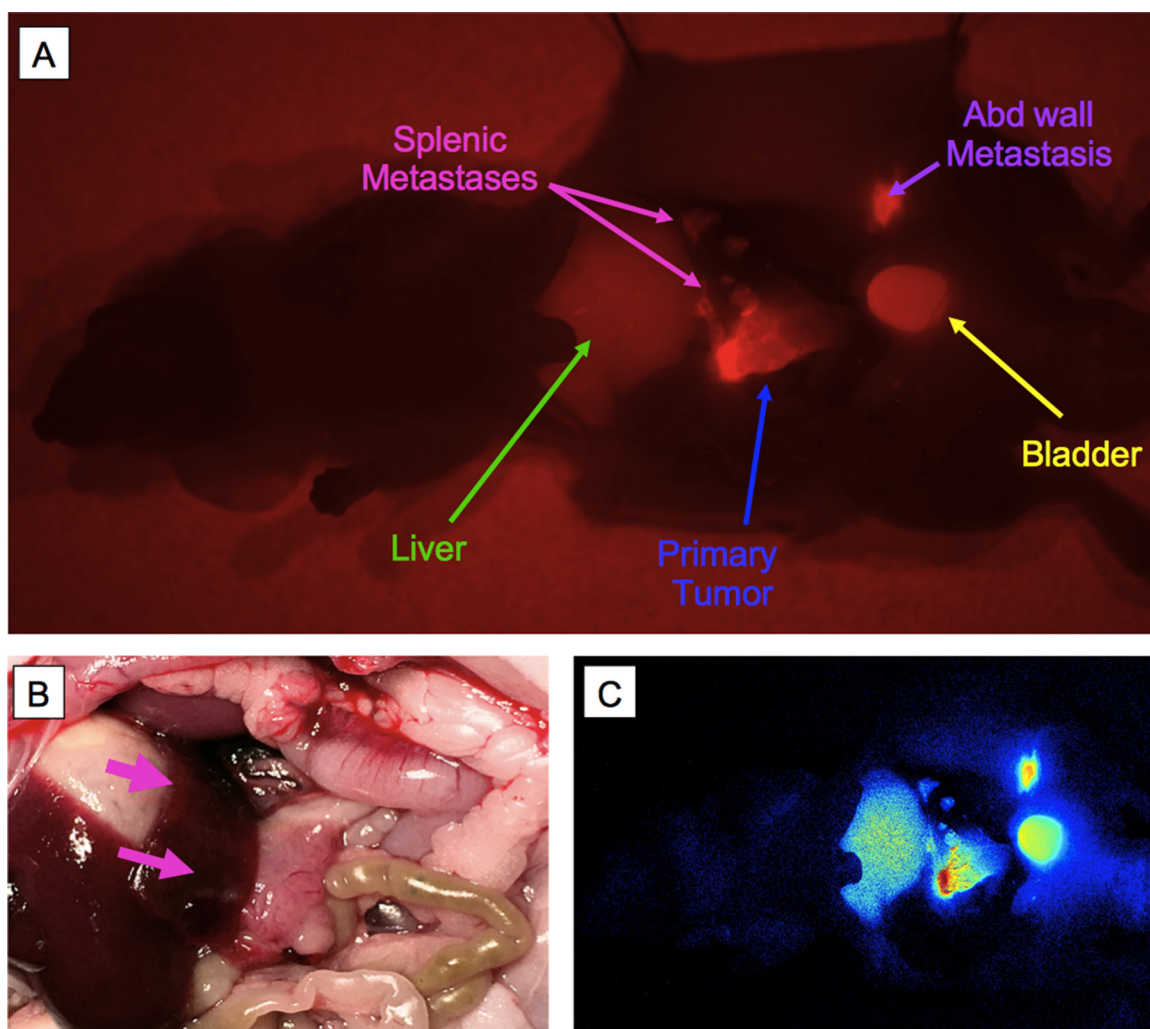 A
Splenic
Metastases
Abd wall
Metastasis
Liver
Primary
Tumor
Bladder
B
C